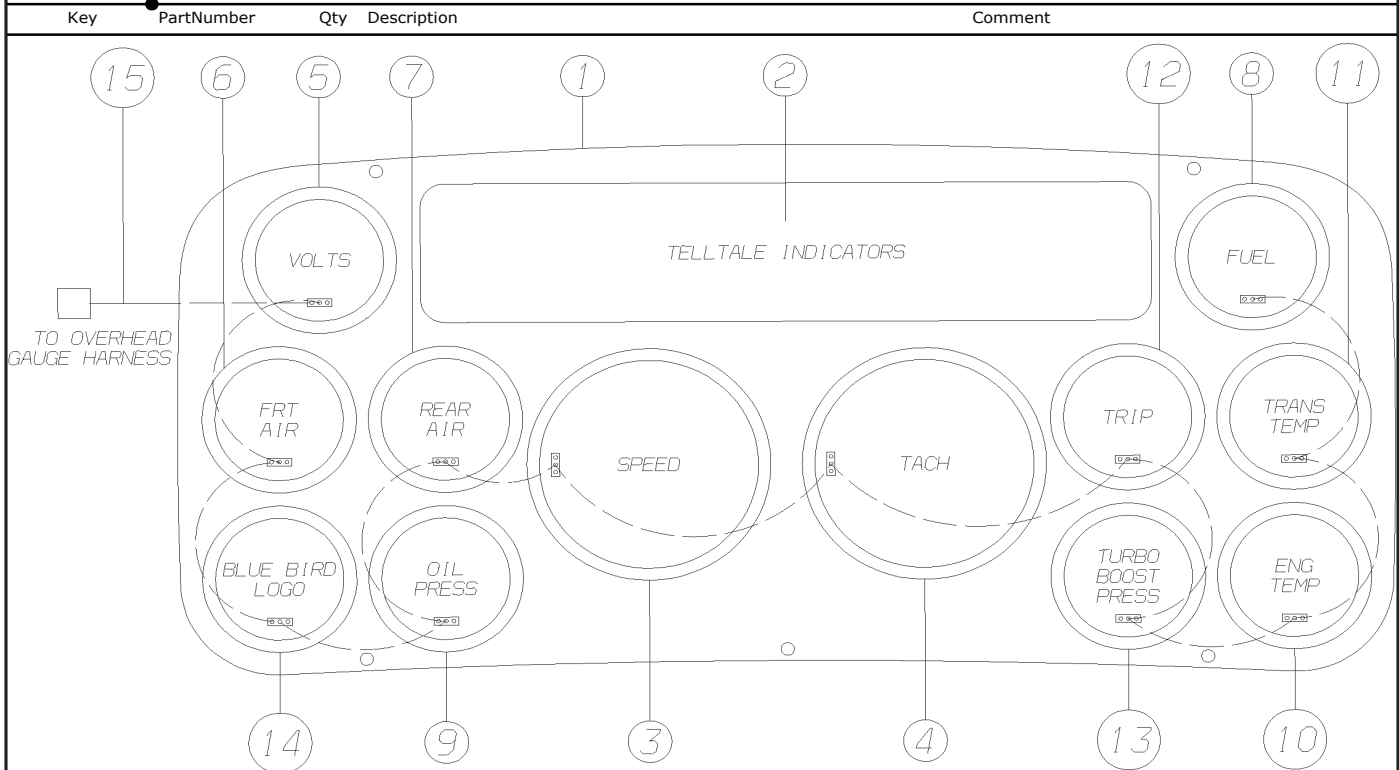 Key PartNumber Qty Description Comment
15 6 5 7 1 2 12 8 11
VOLTS
TELLTALE INDICATORS
FUEL
TO OVERHEAD
GAUGE HARNESS
FRT
AIR
REAR
AIR
SPEED
TACH
TRIP
TRANS
TEMP
BLUE BIRD
LOGO
OIL
PRESS
TURBO
BOOST
PRESS
ENG
TEMP
14 9 3 4 13 10